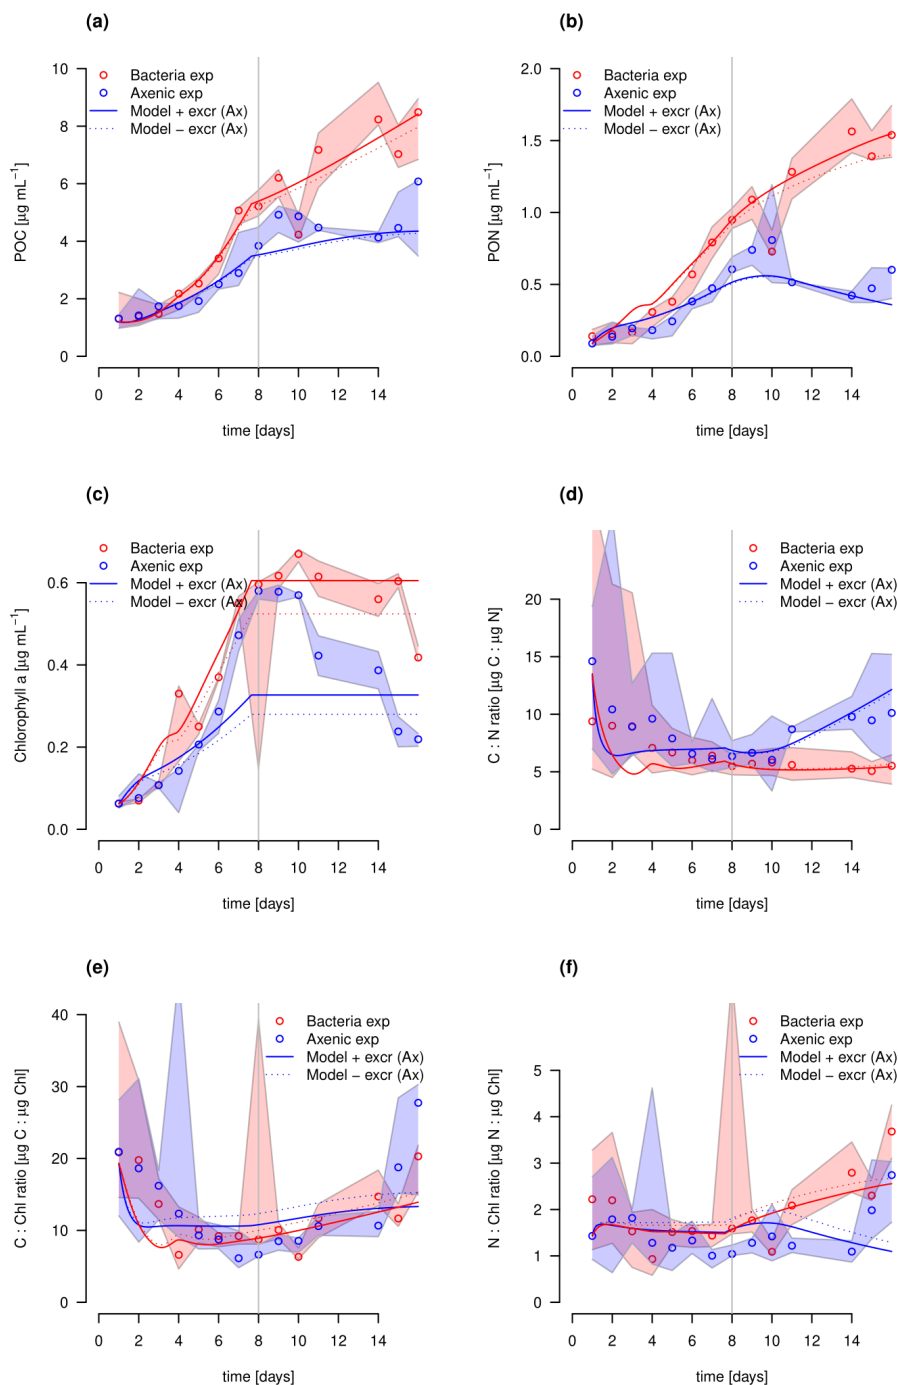 (a)
Bacteria exp
Axenic exp
Model + excr (Ax)
Model − excr (Ax)
10
8
6
4
2
0
POC [µg mL−1]
0 2 4 6 8 10 12 14
time [days]
(b)
Bacteria exp
Axenic exp
Model + excr (Ax)
Model − excr (Ax)
2.0
1.5
1.0
0.5
0.0
PON [µg mL−1]
0 2 4 6 8 10 12 14
time [days]
(c)
Bacteria exp
Axenic exp
Model + excr (Ax)
Model − excr (Ax)
0.6
0.4
0.2
0.0
Chlorophyll a [µg mL−1]
0 2 4 6 8 10 12 14
time [days]
(d)
Bacteria exp
Axenic exp
Model + excr (Ax)
Model − excr (Ax)
20
15
10
5
0
C : N ratio [µg C : µg N]
0 2 4 6 8 10 12 14
time [days]
(e)
Bacteria exp
Axenic exp
Model + excr (Ax)
Model − excr (Ax)
40
30
20
10
0
C : Chl ratio [µg C : µg Chl]
0 2 4 6 8 10 12 14
time [days]
(f)
Bacteria exp
Axenic exp
Model + excr (Ax)
Model − excr (Ax)
5
4
3
2
1
0
N : Chl ratio [µg N : µg Chl]
0 2 4 6 8 10 12 14
time [days]